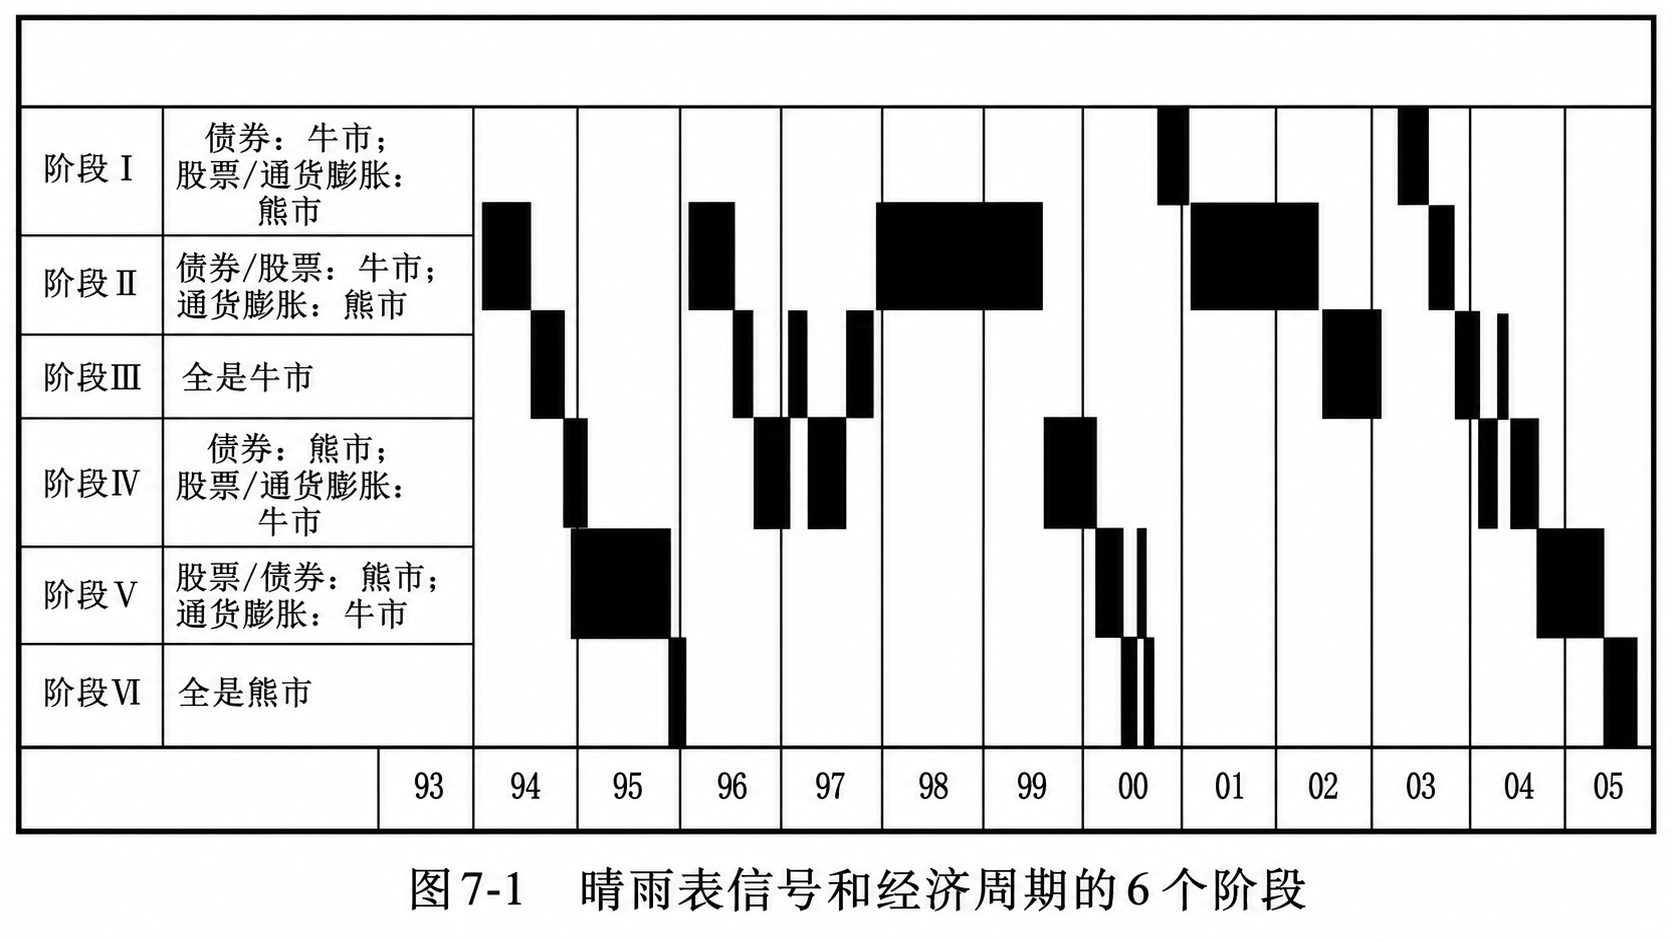 阶段Ⅰ
债券：牛市；
股票/通货膨胀：
熊市
阶段Ⅱ
债券/股票：牛市；
通货膨胀：熊市
阶段Ⅲ
全是牛市
阶段Ⅳ
债券：熊市；
股票/通货膨胀：
牛市
阶段Ⅴ
股票/债券：熊市；
通货膨胀：牛市
阶段Ⅵ
全是熊市
93 94 95 96 97 98 99 00 01 02 03 04 05
图7-1 晴雨表信号和经济周期的6个阶段